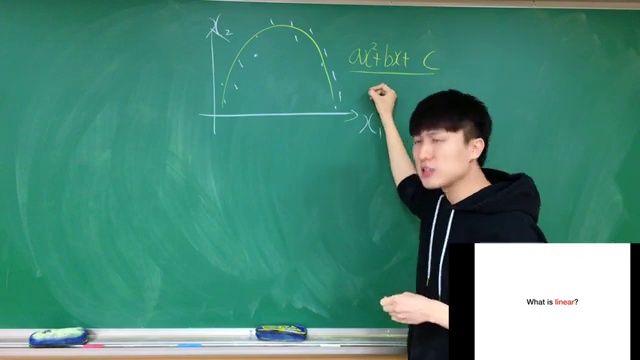 x₂
ax²+bx+ c
x₁
What is linear?